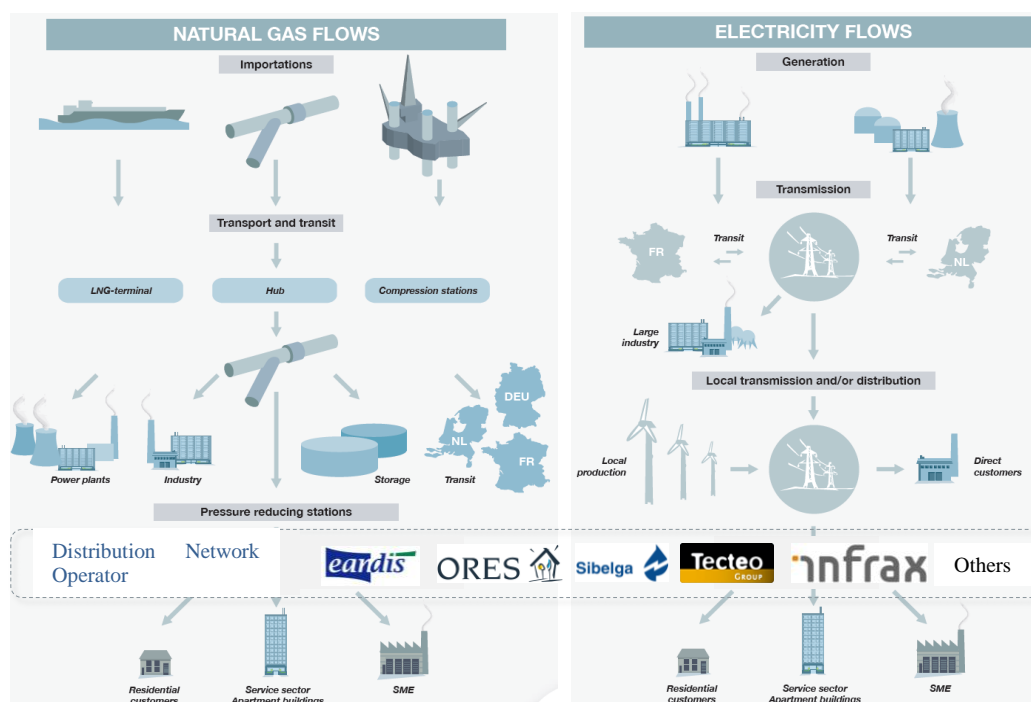 NATURAL GAS FLOWS
Importations
Transport and transit
LNG-terminal
Hub
Compression stations
DEU
NL
FR
Power plants
Industry
Storage
Transit
Pressure reducing stations
ELECTRICITY FLOWS
Generation
Transmission
FR
Transit
Transit
NL
Large
industry
Local transmission and/or distribution
Local
production
Direct
customers
Distribution Network
Operator
eandis
ORES
Sibelga
Tecteo
GROUP
infrax
Others
Residential
customers
Service sector
Apartment buildings
SME
Residential
customers
Service sector
Apartment buildings
SME